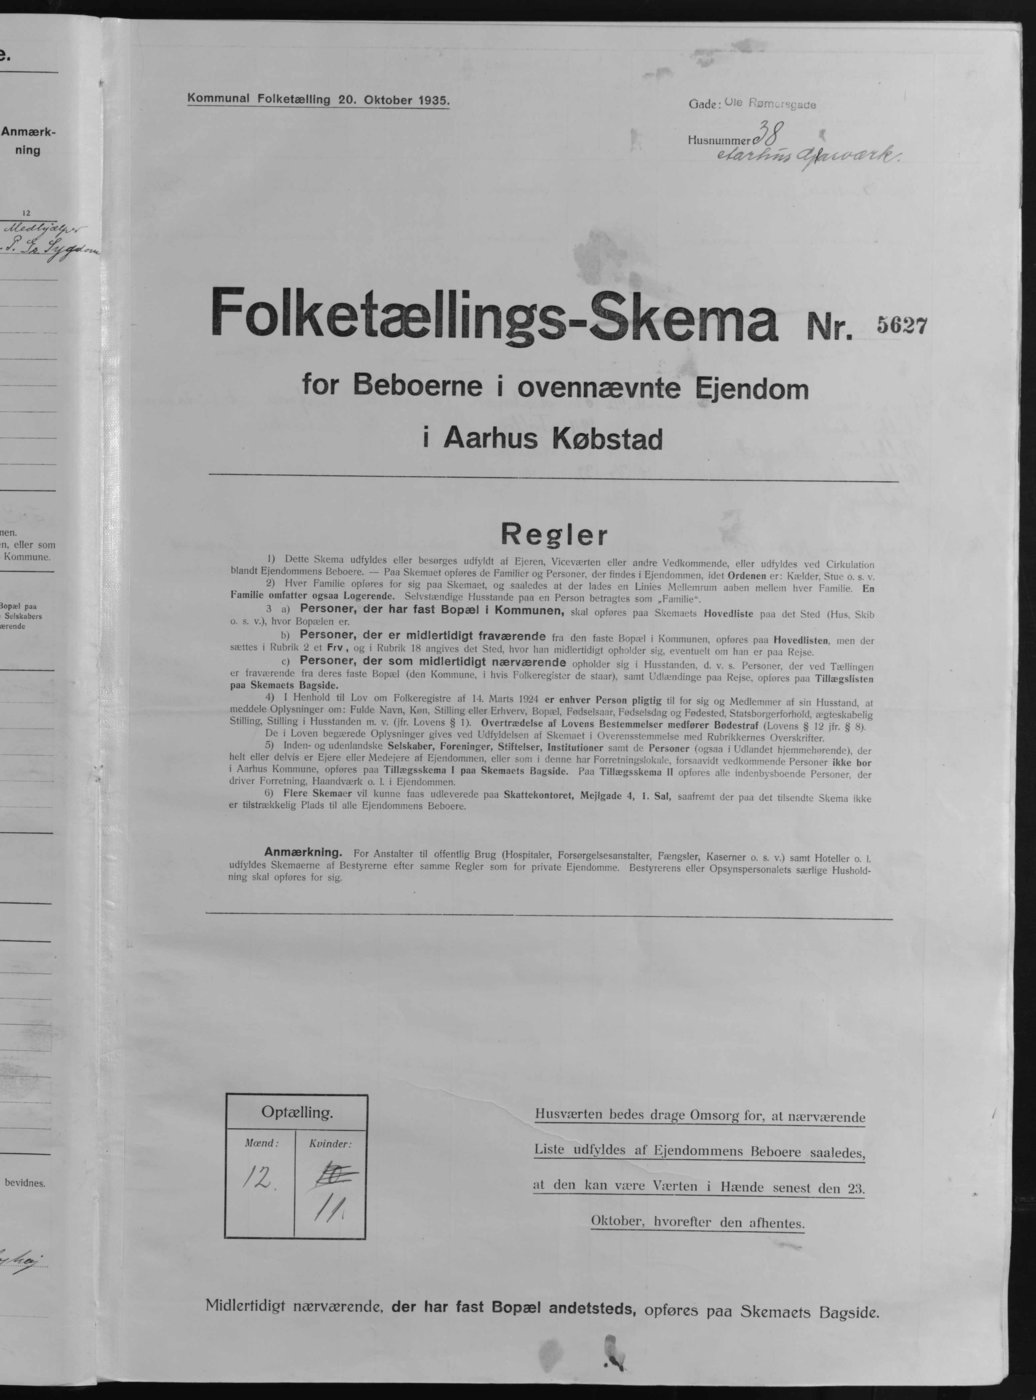 e.
Anmærk-
ning
12
Medhjælper
nen.
n, eller som
Kommune.
Bopæl paa
Selskabers
ærende
bevidnes.
Kommunal Folketælling 20. Oktober 1935.
Gade: Ole Rømersgade
Husnummer 38
Aarhus
Folketællings-Skema Nr. 5627
for Beboerne i ovennævnte Ejendom
i Aarhus Købstad
Regler
1) Dette Skema udfyldes eller besørges udfyldt af Ejeren, Viceværten eller andre Vedkommende, eller udfyldes ved Cirkulation
blandt Ejendommens Beboere. — Paa Skemaet opføres de Familier og Personer, der findes i Ejendommen, idet Ordenen er: Kælder, Stue o. s. v.
2) Hver Familie opføres for sig paa Skemaet, og saaledes at der lades en Linies Mellemrum aaben mellem hver Familie. En
Familie omfatter ogsaa Logerende. Selvstændige Husstande paa en Person betragtes som „Familie“.
3 a) Personer, der har fast Bopæl i Kommunen, skal opføres paa Skemaets Hovedliste paa det Sted (Hus, Skib
o. s. v.), hvor Bopælen er.
b) Personer, der er midlertidigt fraværende fra den faste Bopæl i Kommunen, opføres paa Hovedlisten, men der
sættes i Rubrik 2 et Frv, og i Rubrik 18 angives det Sted, hvor han midlertidigt opholder sig, eventuelt om han er paa Rejse.
c) Personer, der som midlertidigt nærværende opholder sig i Husstanden, d. v. s. Personer, der ved Tællingen
er fraværende fra deres faste Bopæl (den Kommune, i hvis Folkeregister de staar), samt Udlændinge paa Rejse, opføres paa Tillægslisten
paa Skemaets Bagside.
4) I Henhold til Lov om Folkeregistre af 14. Marts 1924 er enhver Person pligtig til for sig og Medlemmer af sin Husstand, at
meddele Oplysninger om: Fulde Navn, Køn, Stilling eller Erhverv, Bopæl, Fødselsaar, Fødselsdag og Fødested, Statsborgerforhold, ægteskabelig
Stilling, Stilling i Husstanden m. v. (jfr. Lovens § 1). Overtrædelse af Lovens Bestemmelser medfører Bødestraf (Lovens § 12 jfr. § 8).
De i Loven begærede Oplysninger gives ved Udfyldelsen af Skemaet i Overensstemmelse med Rubrikkernes Overskrifter.
5) Inden- og udenlandske Selskaber, Foreninger, Stiftelser, Institutioner samt de Personer (ogsaa i Udlandet hjemmehørende), der
helt eller delvis er Ejere eller Medejere af Ejendommen, eller som i denne har Forretningslokale, forsaavidt vedkommende Personer ikke bor
i Aarhus Kommune, opføres paa Tillægsskema I paa Skemaets Bagside. Paa Tillægsskema II opføres alle indenbysboende Personer, der
driver Forretning, Haandværk o. l. i Ejendommen.
6) Flere Skemaer vil kunne faas udleverede paa Skattekontoret, Mejlgade 4, 1. Sal, saafremt der paa det tilsendte Skema ikke
er tilstrækkelig Plads til alle Ejendommens Beboere.
Anmærkning. For Anstalter til offentlig Brug (Hospitaler, Forsørgelsesanstalter, Fængsler, Kaserner o. s. v.) samt Hoteller o. l.
udfyldes Skemaerne af Bestyrerne efter samme Regler som for private Ejendomme. Bestyrerens eller Opsynspersonalets særlige Hushold-
ning skal opføres for sig.
Optælling.
Mænd: Kvinder:
12. 10
11.
Husværten bedes drage Omsorg for, at nærværende
Liste udfyldes af Ejendommens Beboere saaledes,
at den kan være Værten i Hænde senest den 23.
Oktober, hvorefter den afhentes.
Midlertidigt nærværende, der har fast Bopæl andetsteds, opføres paa Skemaets Bagside.